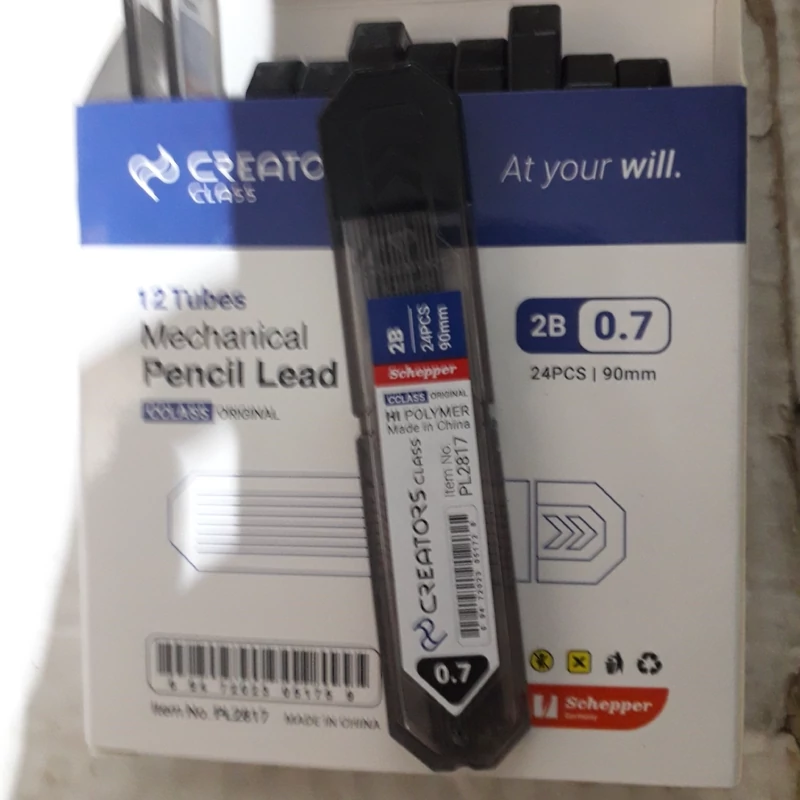 CREATO
CLASS
At your will.
12 Tubes
Mechanical
Pencil Lead
CCLASS ORIGINAL
2B 0.7
24PCS | 90mm
2B
24PCS
90mm
Schepper
CCLASS ORIGINAL
HI POLYMER
Made in China
CREATORS CLASS
Item No.
PL2817
0.7
Item No. PL2817 MADE IN CHINA
Schepper
Germany